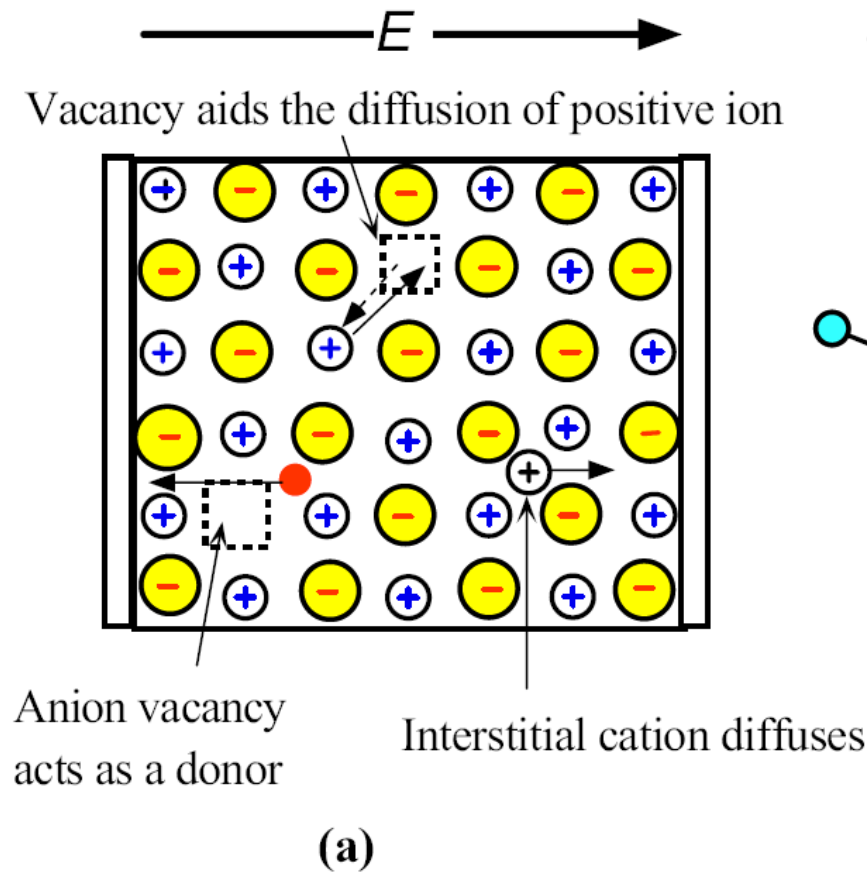 E
Vacancy aids the diffusion of positive ion
+ - + - + - +
- + - - + -
+ - + - + - +
- + - + - + -
+
+ + - + - +
- + - + - + -
Anion vacancy
acts as a donor
Interstitial cation diffuses
(a)